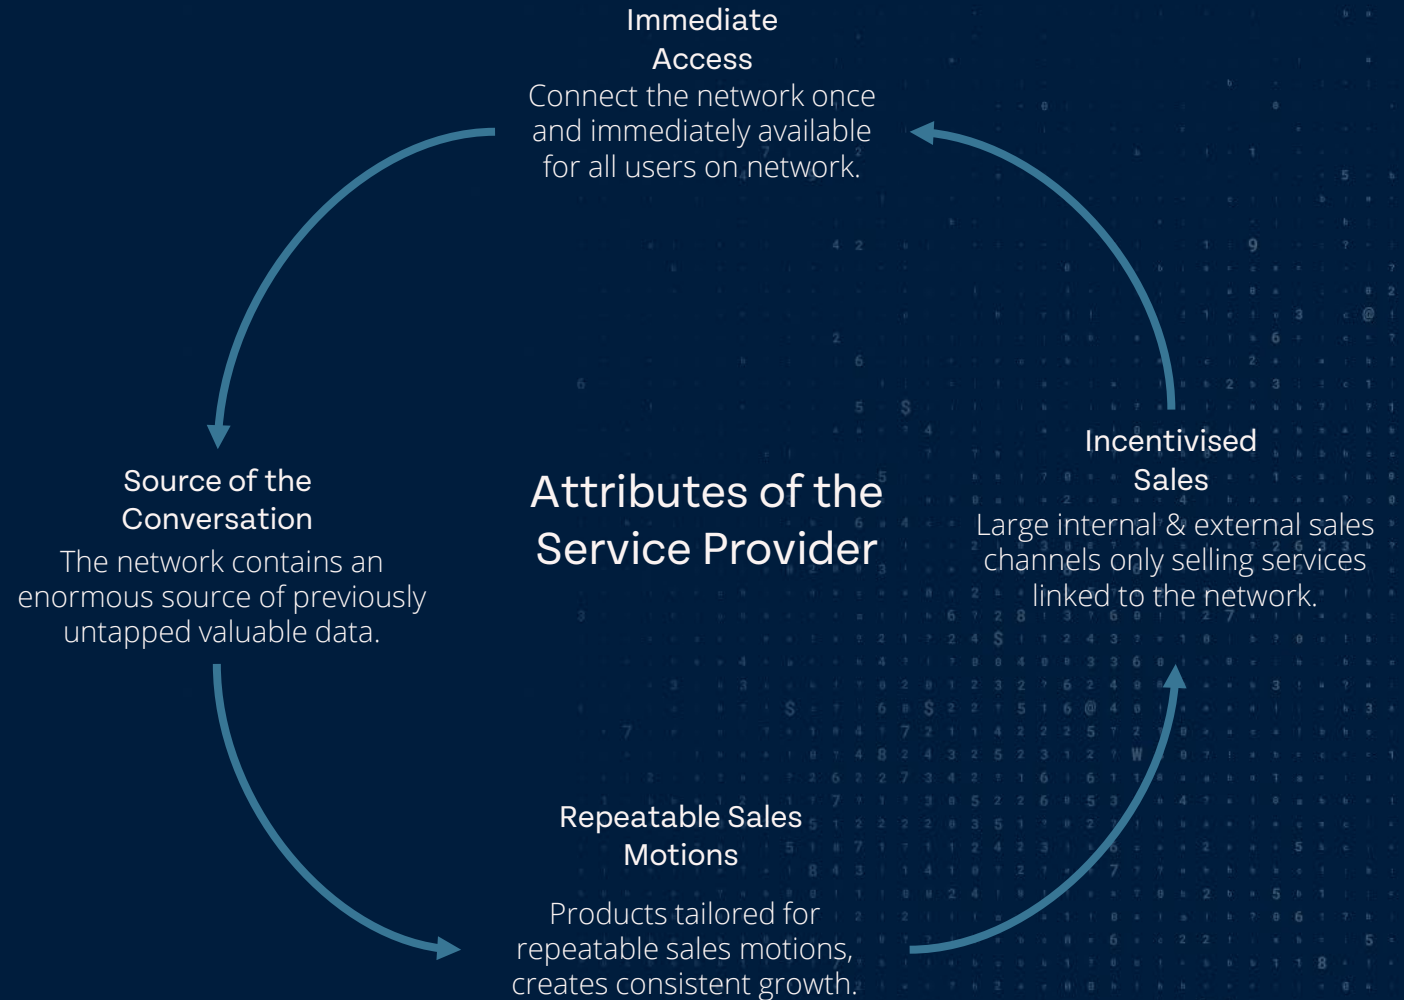 Immediate
Access
Connect the network once
and immediately available
for all users on network.
Source of the
Conversation
The network contains an
enormous source of previously
untapped valuable data.
Attributes of the
Service Provider
Incentivised
Sales
Large internal & external sales
channels only selling services
linked to the network.
Repeatable Sales
Motions
Products tailored for
repeatable sales motions,
creates consistent growth.